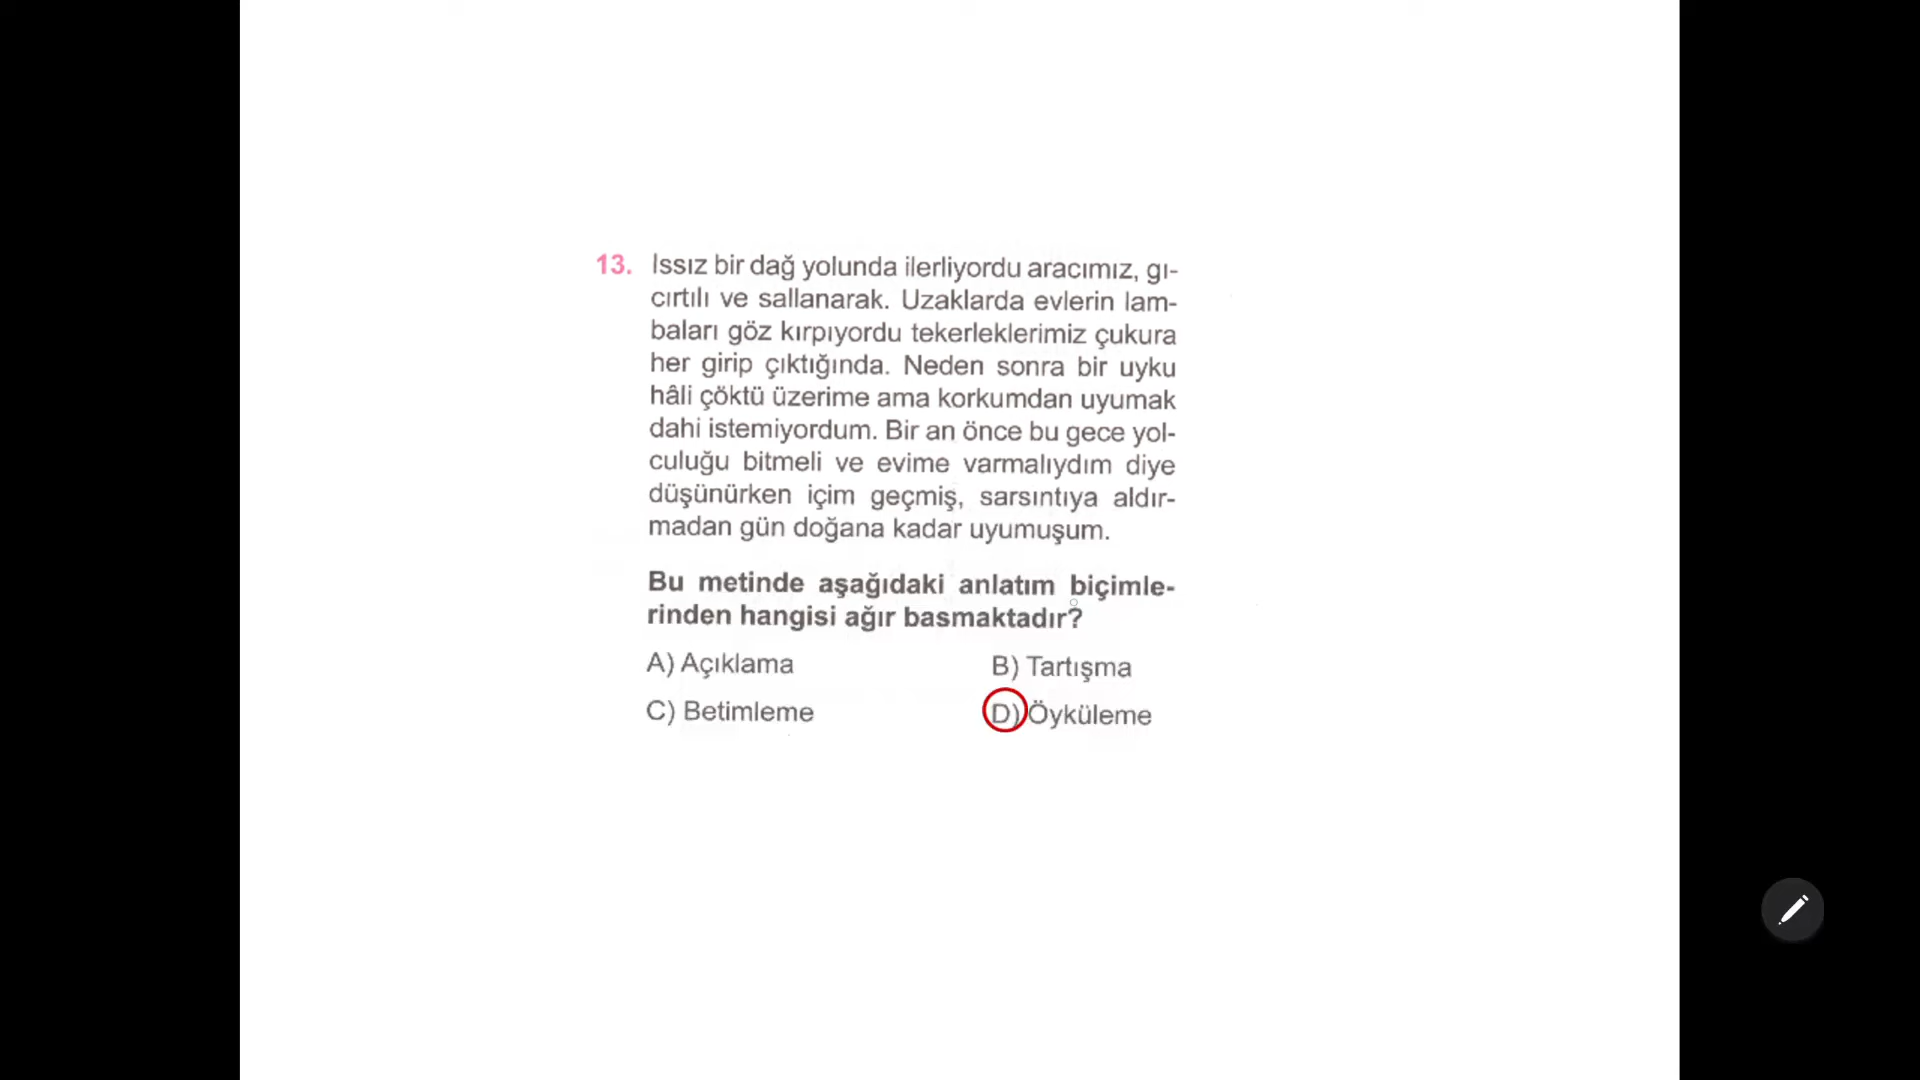 13. Issız bir dağ yolunda ilerliyordu aracımız, gı-
cırtılı ve sallanarak. Uzaklarda evlerin lam-
baları göz kırpıyordu tekerleklerimiz çukura
her girip çıktığında. Neden sonra bir uyku
hâli çöktü üzerime ama korkumdan uyumak
dahi istemiyordum. Bir an önce bu gece yol-
culuğu bitmeli ve evime varmalıydım diye
düşünürken içim geçmiş, sarsıntıya aldır-
madan gün doğana kadar uyumuşum.
Bu metinde aşağıdaki anlatım biçimle-
rinden hangisi ağır basmaktadır?
A) Açıklama B) Tartışma
C) Betimleme D) Öyküleme